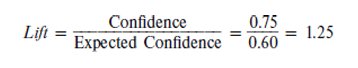 Lift = Confidence / Expected Confidence = 0.75 / 0.60 = 1.25